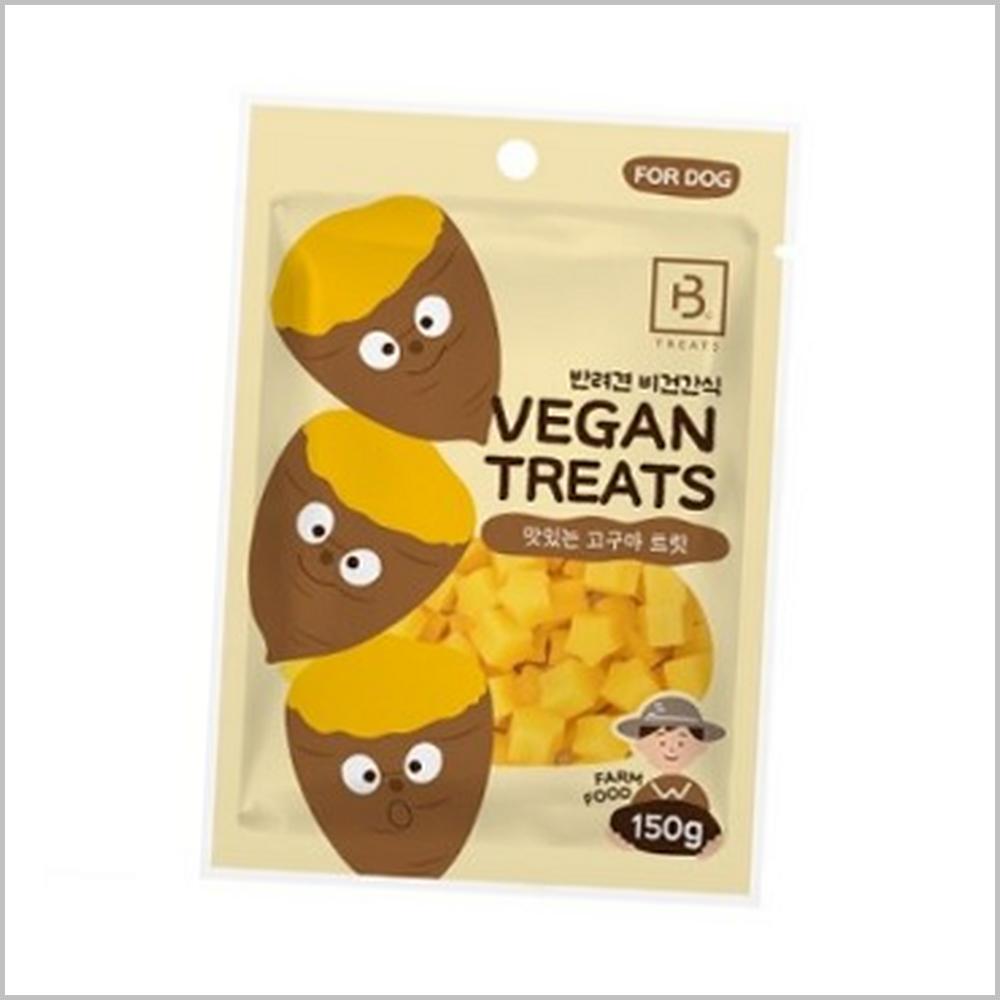 FOR DOG
B
TREATS
반려견 비건간식
VEGAN
TREATS
맛있는 고구마 트릿
FARM
FOOD
150g